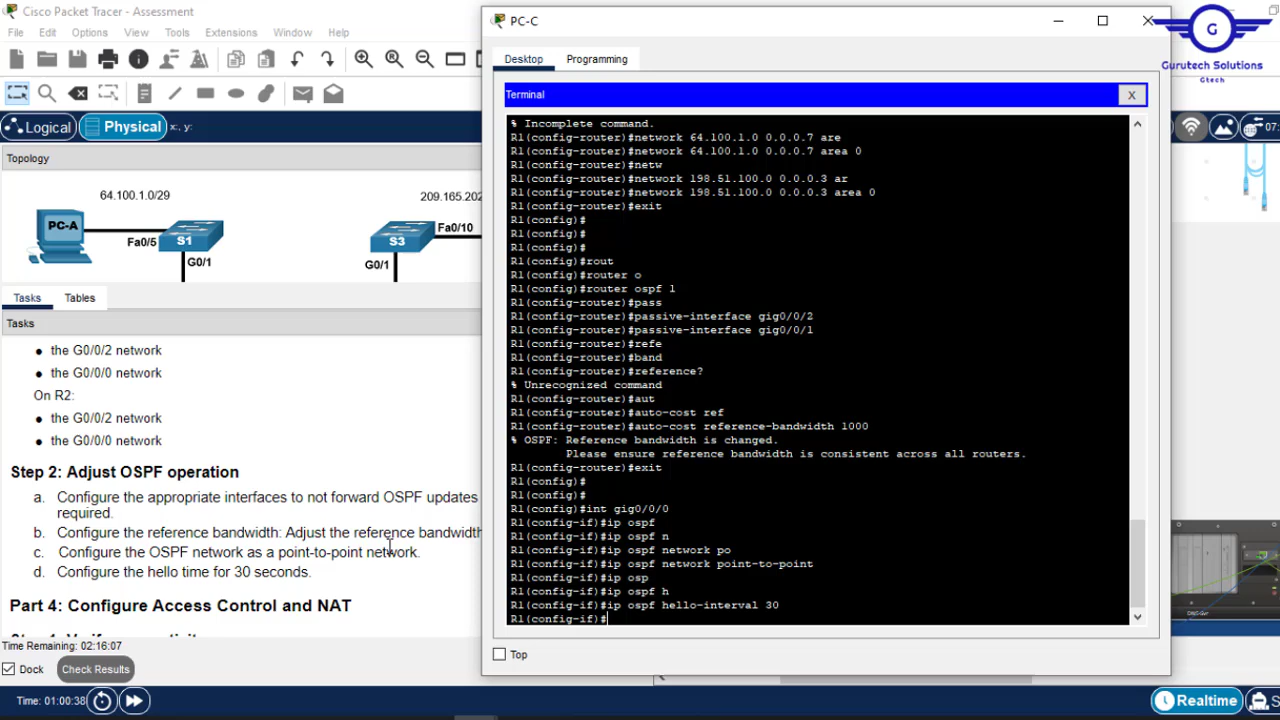 Cisco Packet Tracer - Assessment
File Edit Options View Tools Extensions Window Help
Logical Physical x:, y:
07:
Topology
64.100.1.0/29
209.165.202
PC-A
Fa0/5
S1
G0/1
S3
Fa0/10
G0/1
Tasks Tables
Tasks
• the G0/0/2 network
• the G0/0/0 network
On R2:
• the G0/0/2 network
• the G0/0/0 network
Step 2: Adjust OSPF operation
a. Configure the appropriate interfaces to not forward OSPF updates
required.
b. Configure the reference bandwidth: Adjust the reference bandwidth
c. Configure the OSPF network as a point-to-point network.
d. Configure the hello time for 30 seconds.
Part 4: Configure Access Control and NAT
Time Remaining: 02:16:07
Dock Check Results
Time: 01:00:38
Realtime
PC-C
Desktop Programming
Terminal
X
% Incomplete command.
R1(config-router)#network 64.100.1.0 0.0.0.7 are
R1(config-router)#network 64.100.1.0 0.0.0.7 area 0
R1(config-router)#netw
R1(config-router)#network 198.51.100.0 0.0.0.3 ar
R1(config-router)#network 198.51.100.0 0.0.0.3 area 0
R1(config-router)#exit
R1(config)#
R1(config)#
R1(config)#
R1(config)#rout
R1(config)#router o
R1(config)#router ospf 1
R1(config-router)#pass
R1(config-router)#passive-interface gig0/0/2
R1(config-router)#passive-interface gig0/0/1
R1(config-router)#refe
R1(config-router)#band
R1(config-router)#reference?
% Unrecognized command
R1(config-router)#aut
R1(config-router)#auto-cost ref
R1(config-router)#auto-cost reference-bandwidth 1000
% OSPF: Reference bandwidth is changed.
Please ensure reference bandwidth is consistent across all routers.
R1(config-router)#exit
R1(config)#
R1(config)#
R1(config)#int gig0/0/0
R1(config-if)#ip ospf
R1(config-if)#ip ospf n
R1(config-if)#ip ospf network po
R1(config-if)#ip ospf network point-to-point
R1(config-if)#ip osp
R1(config-if)#ip ospf h
R1(config-if)#ip ospf hello-interval 30
R1(config-if)#
Top
G
Gurutech Solutions
Gtech